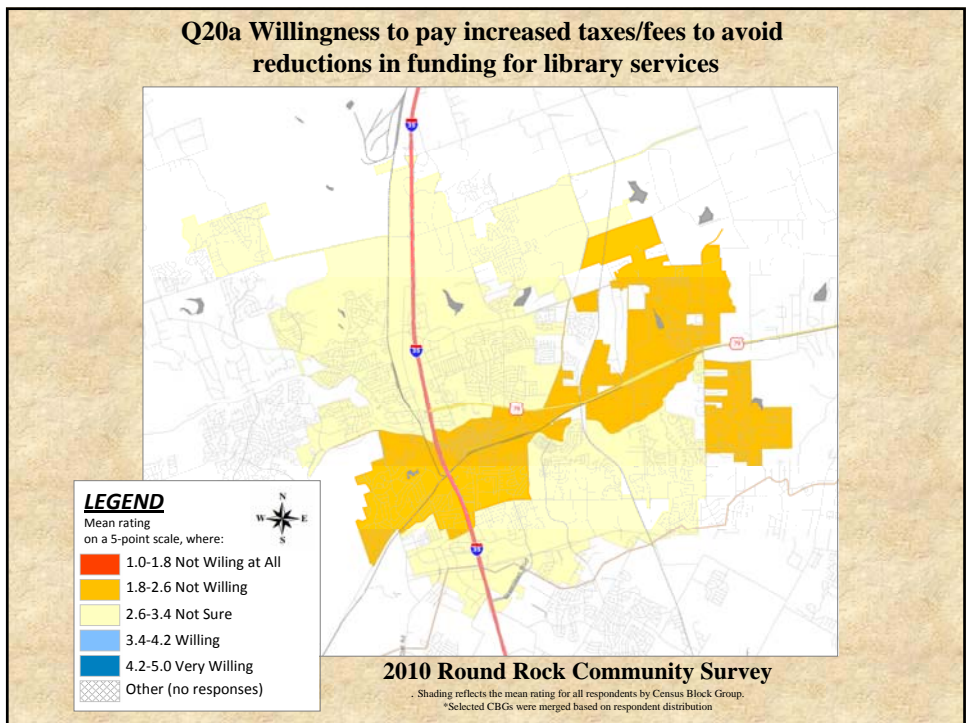 Q20a Willingness to pay increased taxes/fees to avoid
reductions in funding for library services
35
35
79
79
35
LEGEND
Mean rating
on a 5-point scale, where:
N
W E
S
1.0-1.8 Not Wiling at All
1.8-2.6 Not Willing
2.6-3.4 Not Sure
3.4-4.2 Willing
4.2-5.0 Very Willing
Other (no responses)
2010 Round Rock Community Survey
. Shading reflects the mean rating for all respondents by Census Block Group.
*Selected CBGs were merged based on respondent distribution